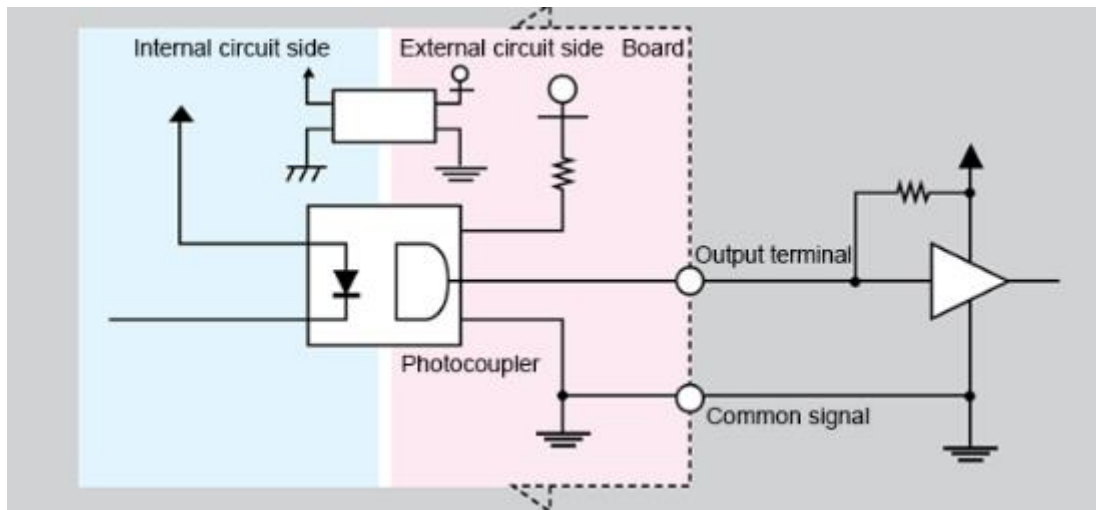 Internal circuit side
External circuit side
Board
Output terminal
Photocoupler
Common signal